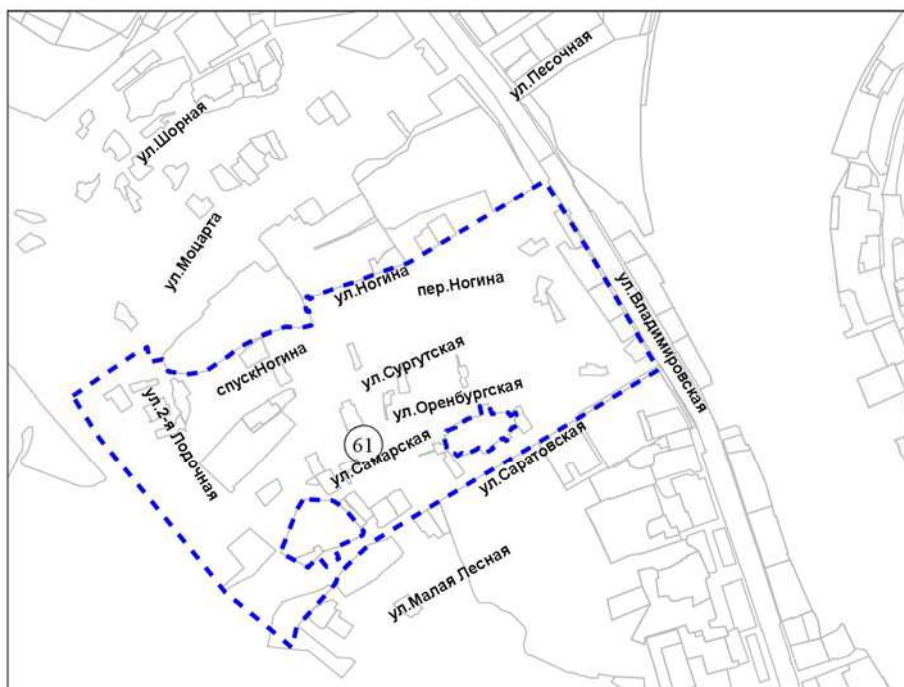 ул.Песочная
ул.Шорная
ул.Моцарта
ул.Ногина
пер.Ногина
ул.Владимировская
спускНогина
ул.Сургутская
ул.2-я Лодочная
ул.Оренбургская
61
ул.Самарская
ул.Саратовская
ул.Малая Лесная